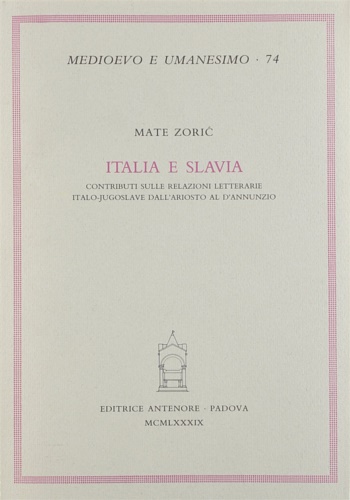 MEDIOEVO E UMANESIMO · 74
MATE ZORIĆ
ITALIA E SLAVIA
CONTRIBUTI SULLE RELAZIONI LETTERARIE
ITALO-JUGOSLAVE DALL'ARIOSTO AL D'ANNUNZIO
EDITRICE ANTENORE · PADOVA
MCMLXXXIX